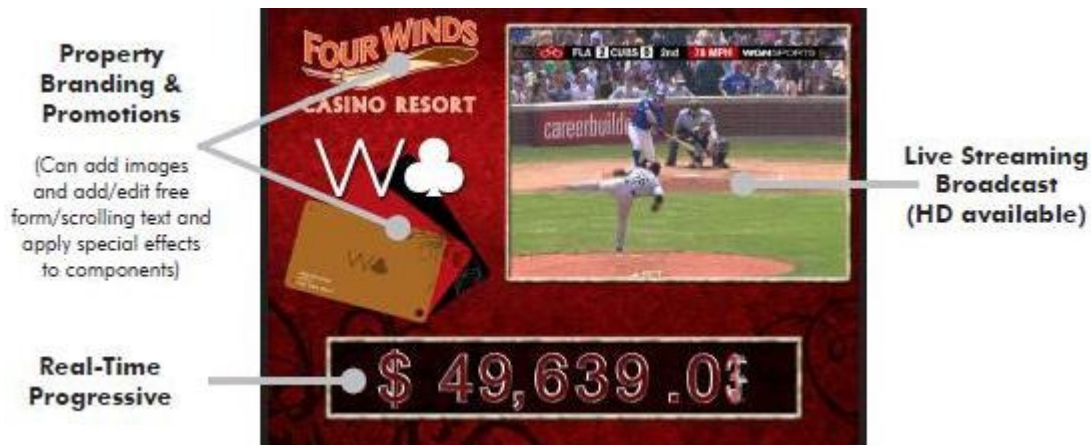 Property
Branding &
Promotions
(Can add images
and add/edit free
form/scrolling text and
apply special effects
to components)
Real-Time
Progressive
FOUR WINDS
CASINO RESORT
W
W
FLA 2 CUBS 0 2nd 78 MPH WGNSPORTS
careerbuild
$ 49,639 .0
Live Streaming
Broadcast
(HD available)